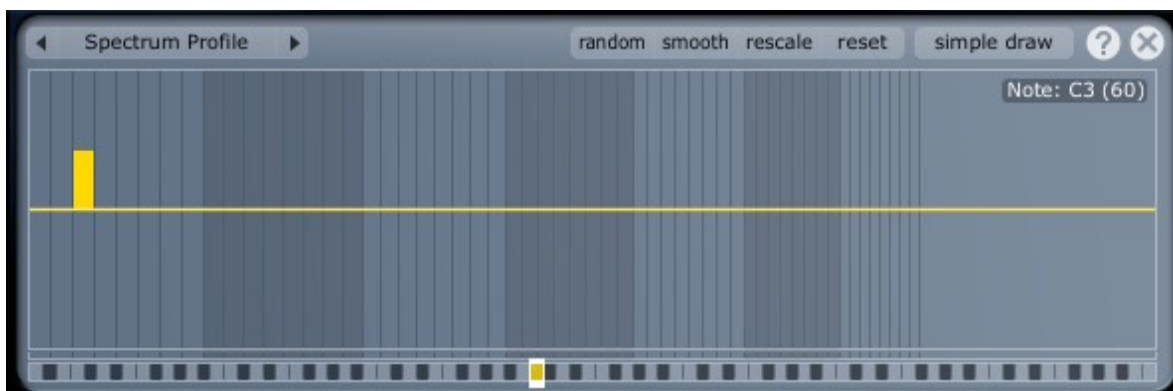 Spectrum Profile random smooth rescale reset simple draw ?
Note: C3 (60)